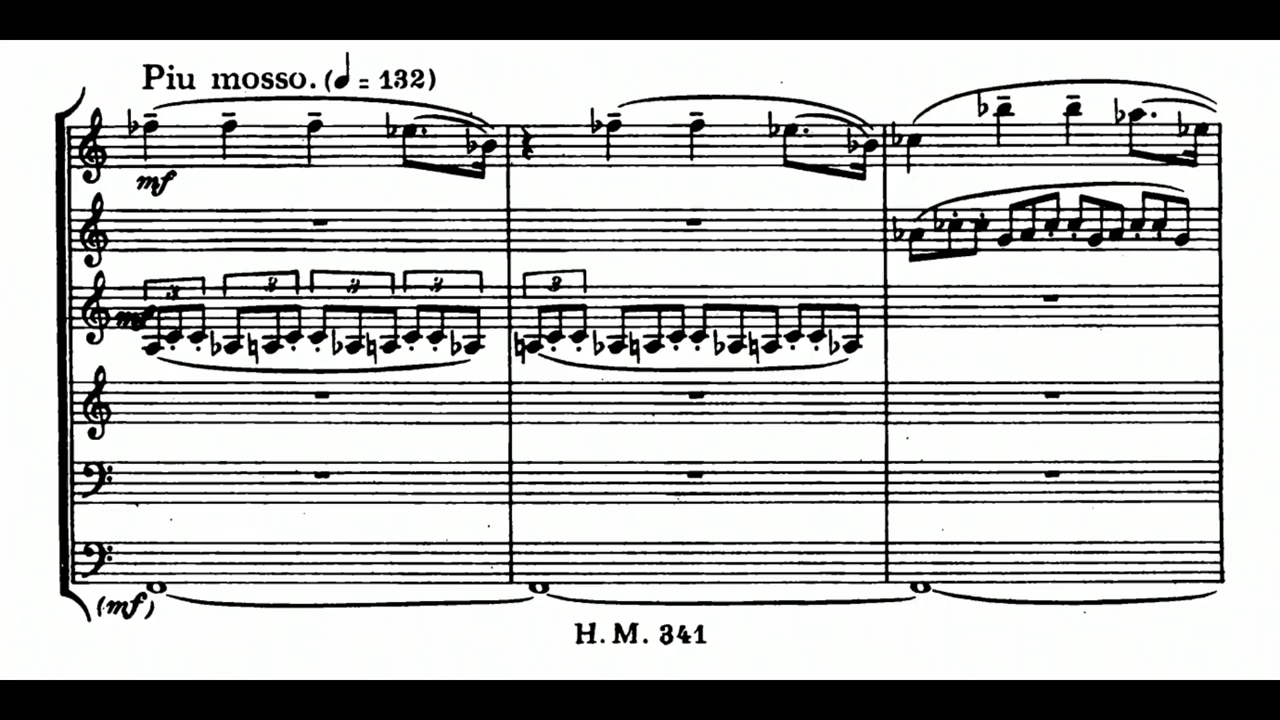 Piu mosso. (♩ = 132)
mf
3 3 3 3 3
mf
(mf)
H. M. 341